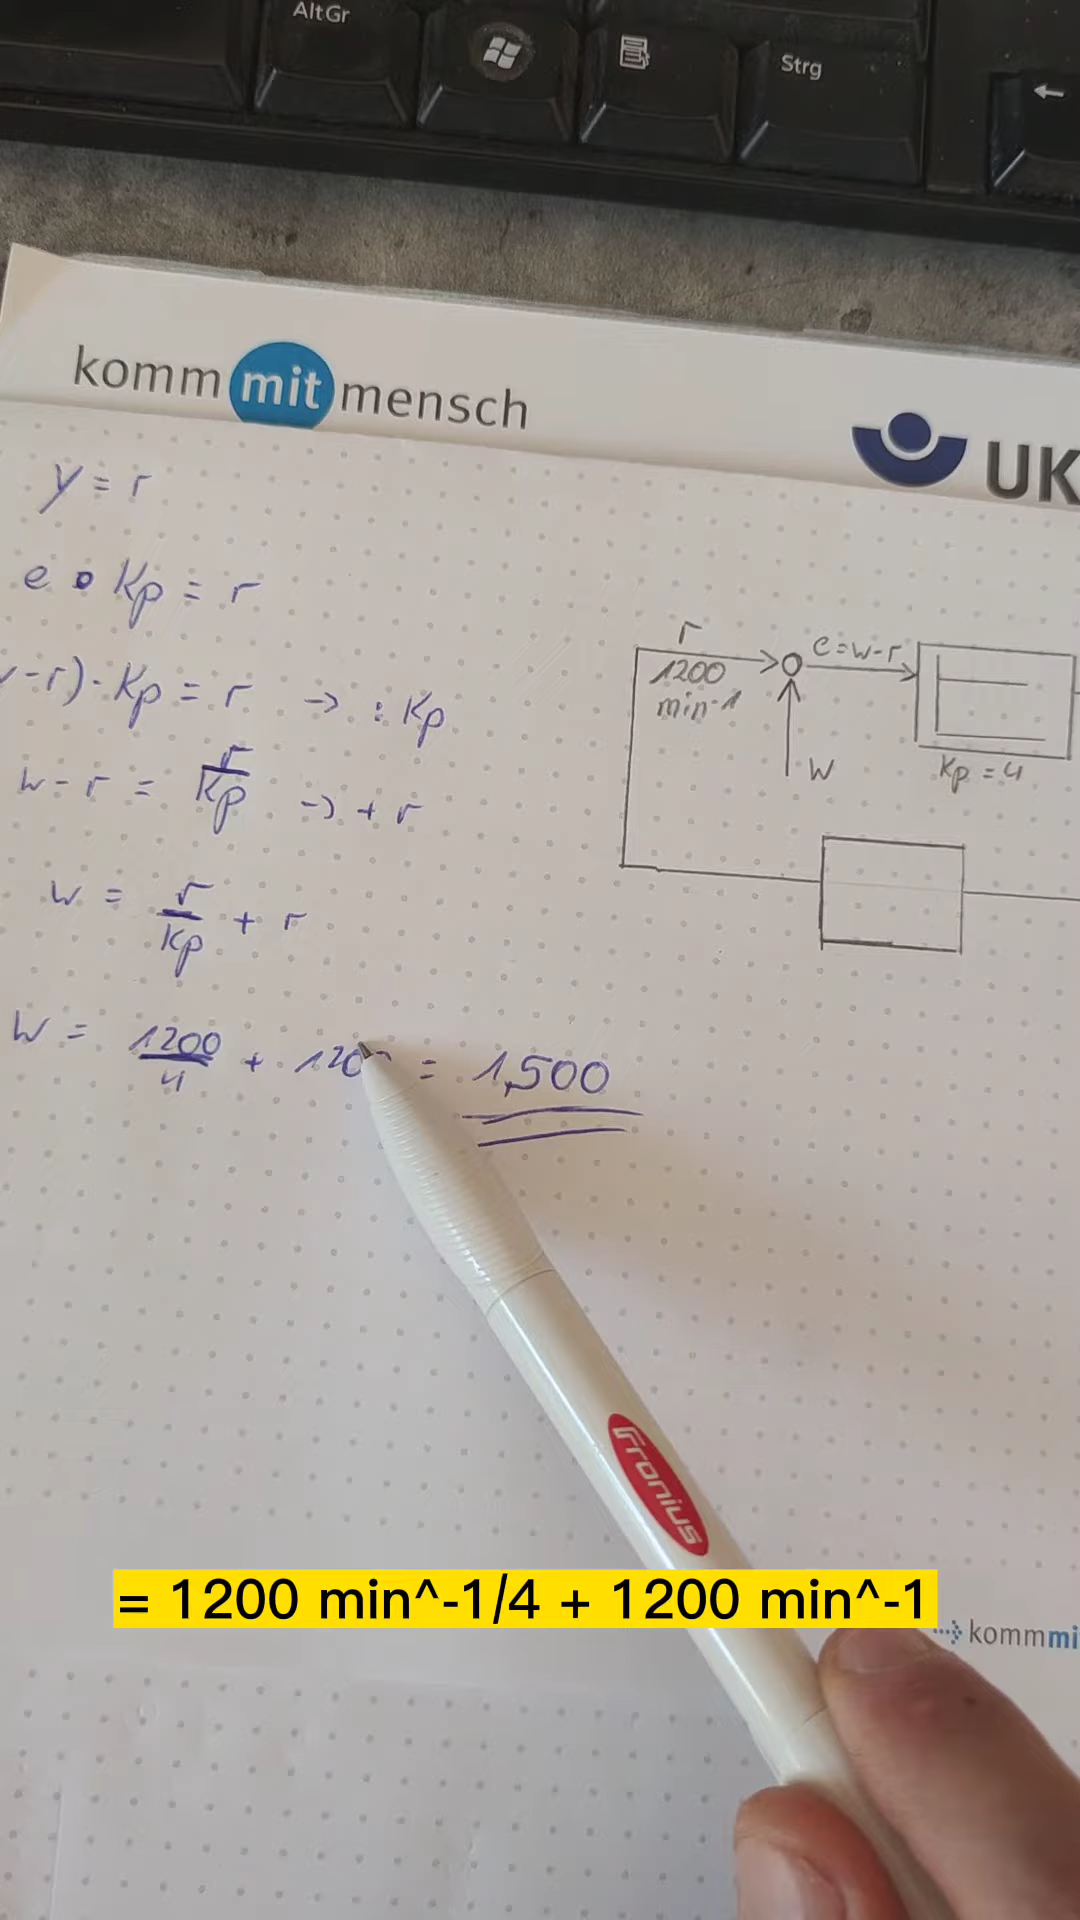 AltGr
Strg
komm mit mensch
UK
y = r
e • Kp = r
-r) · Kp = r → : Kp
w - r = r/Kp → + r
w = r/Kp + r
W = 1200/4 + 120 = 1,500
r
1200
min-1
e=w-r
W
Kp = 4
Fronius
= 1200 min^-1/4 + 1200 min^-1
kommmi